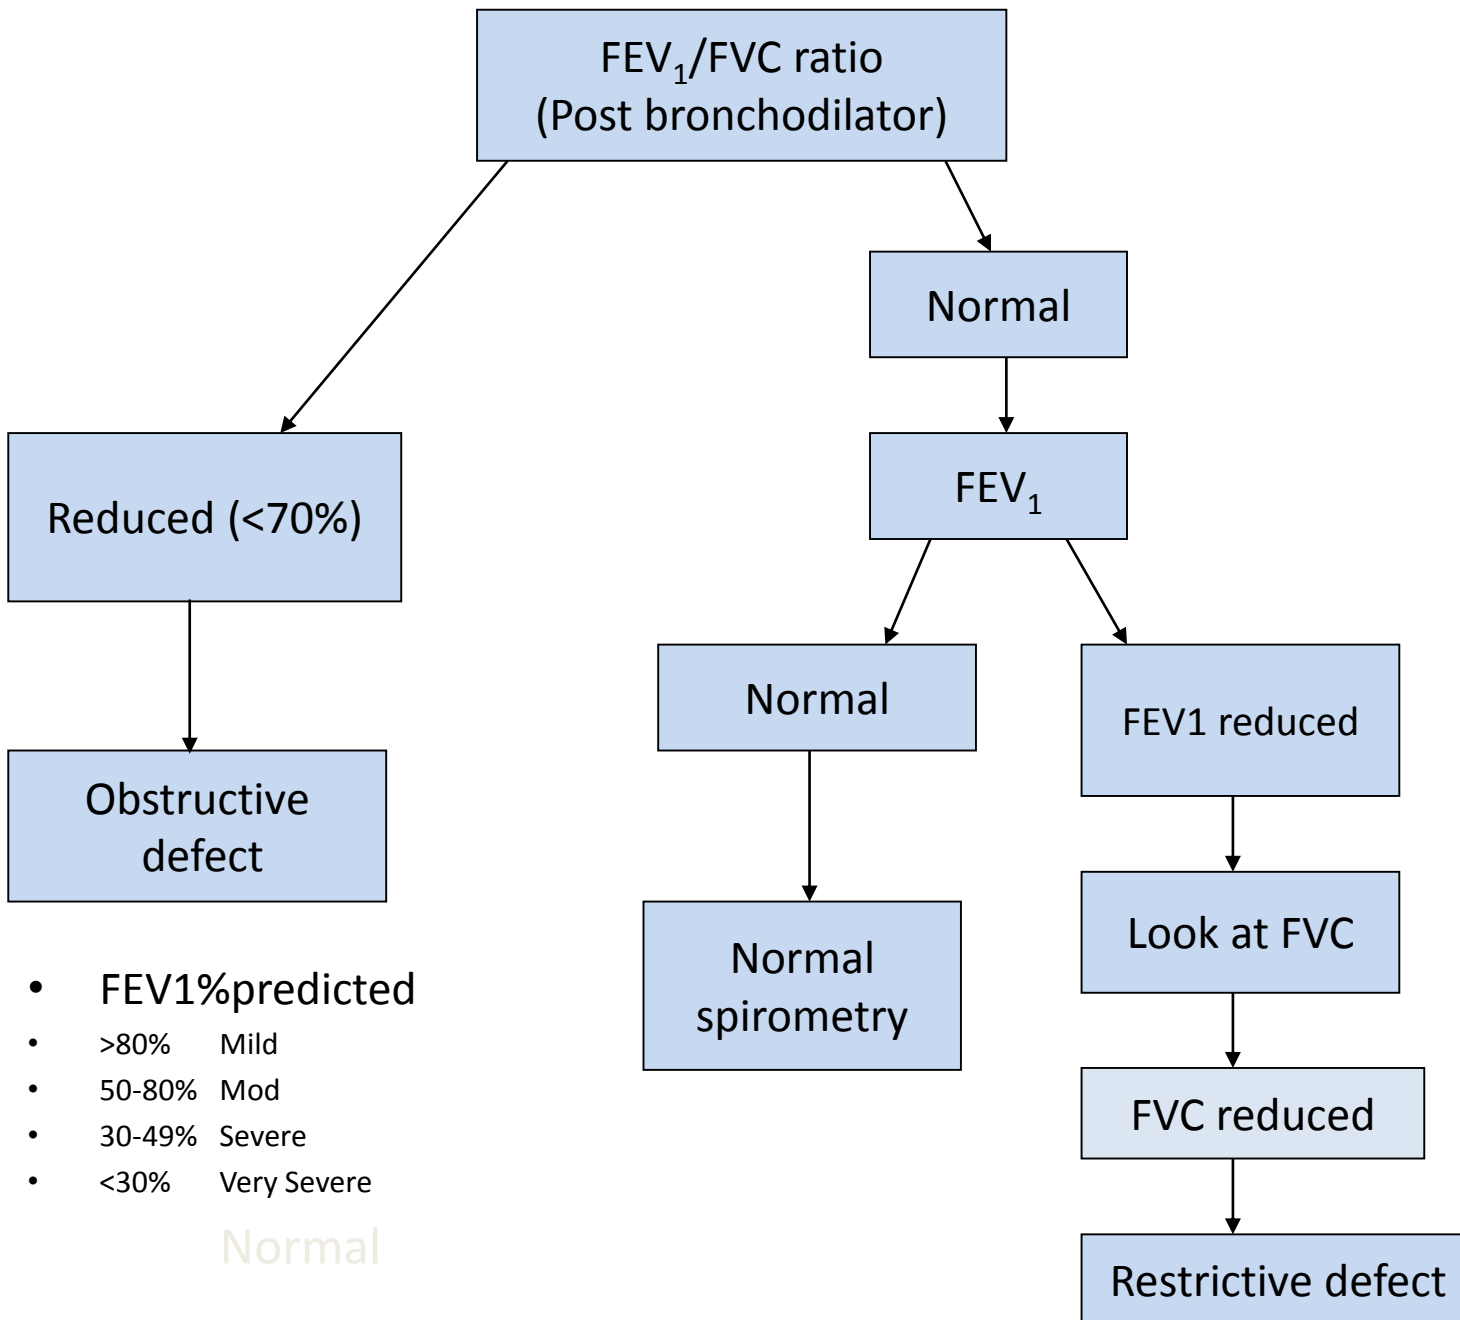 FEV₁/FVC ratio
(Post bronchodilator)
Normal
Reduced (<70%)
FEV₁
Normal
FEV1 reduced
Obstructive
defect
Look at FVC
Normal
spirometry
• FEV1%predicted
• >80% Mild
• 50-80% Mod
• 30-49% Severe
• <30% Very Severe
FVC reduced
Normal
Restrictive defect